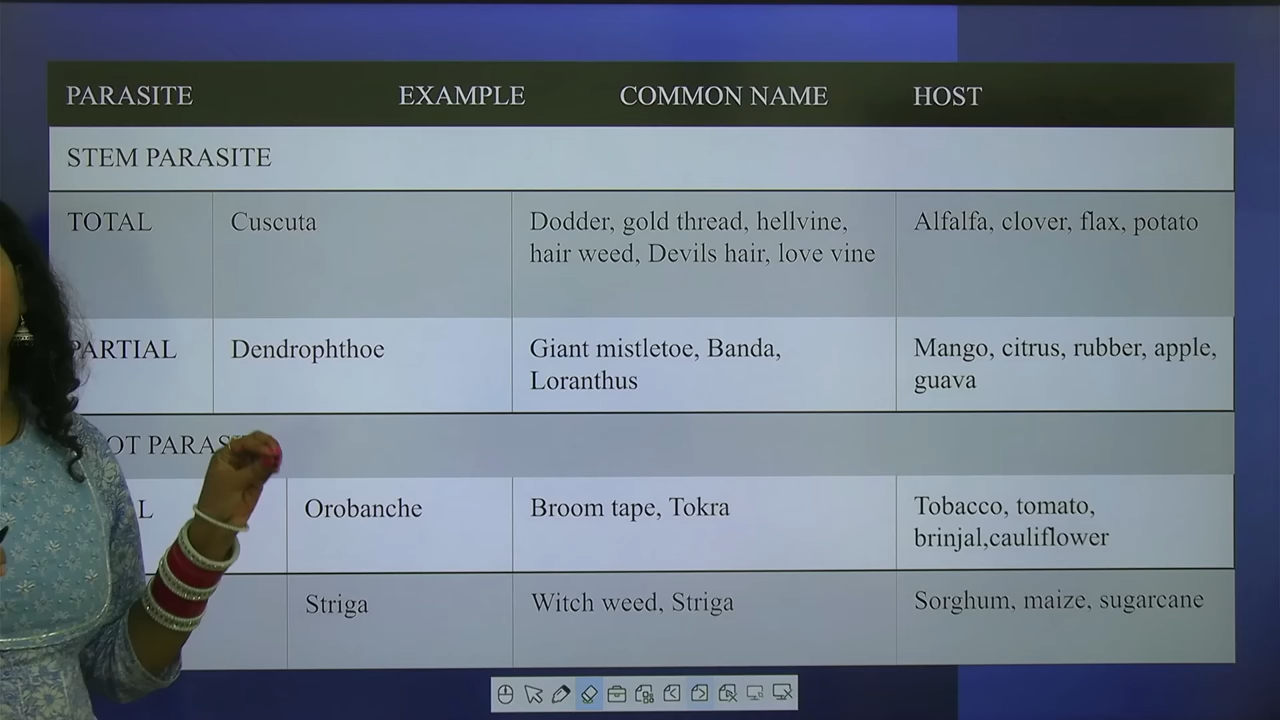 PARASITE EXAMPLE COMMON NAME HOST
STEM PARASITE
TOTAL Cuscuta Dodder, gold thread, hellvine, Alfalfa, clover, flax, potato
hair weed, Devils hair, love vine
PARTIAL Dendrophthoe Giant mistletoe, Banda, Mango, citrus, rubber, apple,
Loranthus guava
OT PARAS
L Orobanche Broom tape, Tokra Tobacco, tomato,
brinjal,cauliflower
Striga Witch weed, Striga Sorghum, maize, sugarcane